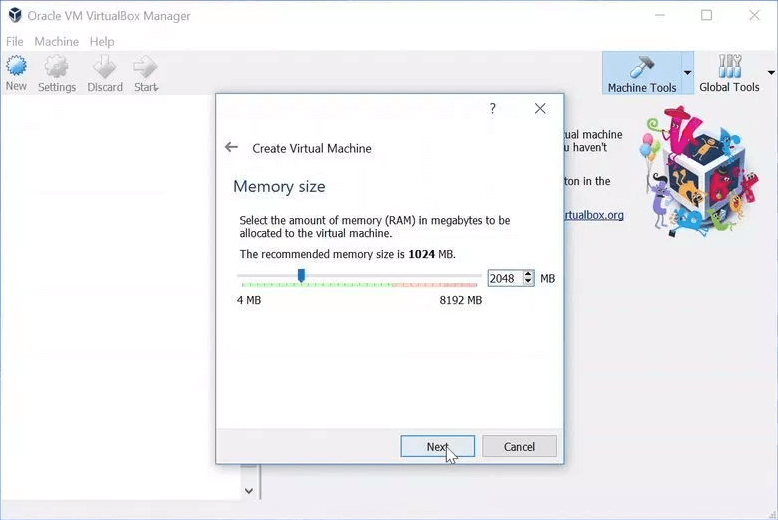 Oracle VM VirtualBox Manager
File Machine Help
New Settings Discard Start
Machine Tools Global Tools
?
Create Virtual Machine
Memory size
Select the amount of memory (RAM) in megabytes to be
allocated to the virtual machine.
The recommended memory size is 1024 MB.
2048 MB
4 MB 8192 MB
Next Cancel
machine
u haven't
ton in the
rtualbox.org